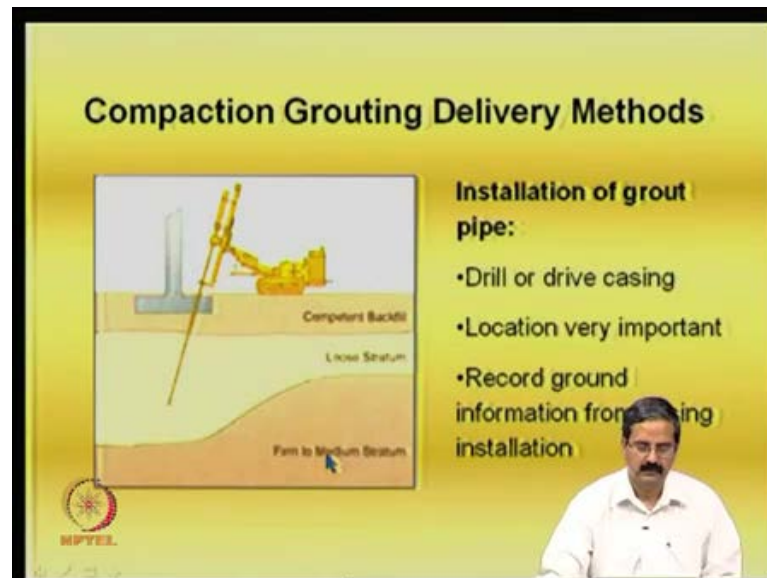 Compaction Grouting Delivery Methods
Installation of grout
pipe:
•Drill or drive casing
•Location very important
•Record ground
information from sing
installation
Competent Backfill
Loose Stratum
Firm to Medium Stratum
NPTEL